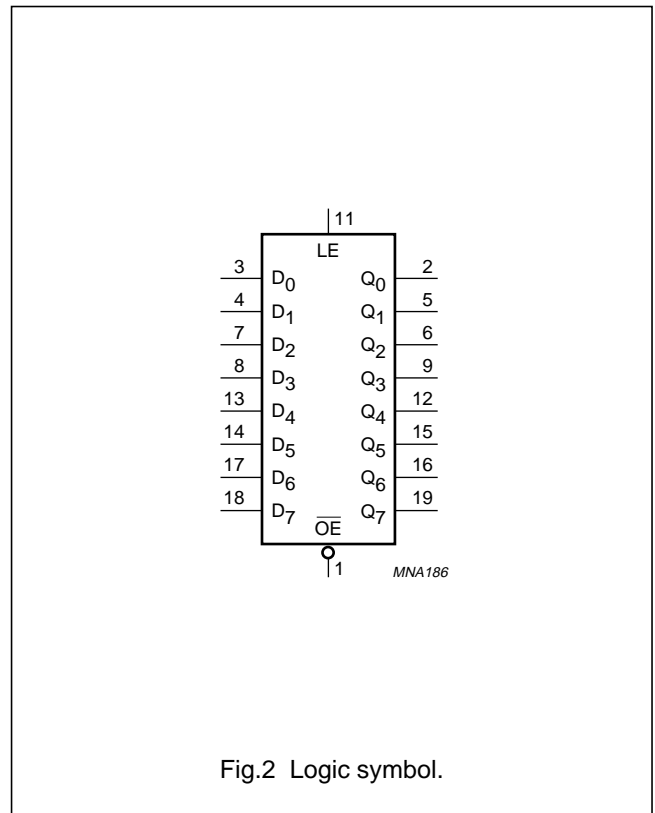 11
LE
3 D0 Q0 2
4 D1 Q1 5
7 D2 Q2 6
8 D3 Q3 9
13 D4 Q4 12
14 D5 Q5 15
17 D6 Q6 16
18 D7 Q7 19
O̅E̅
1
MNA186
Fig.2 Logic symbol.